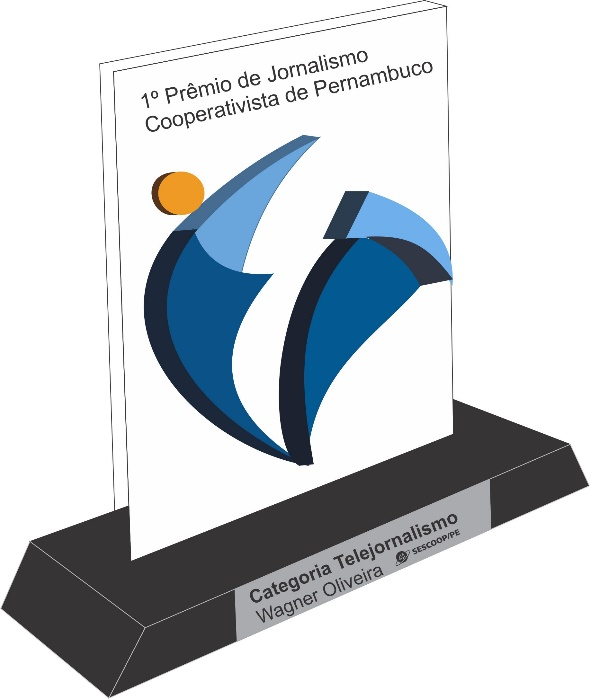 1º Prêmio de Jornalismo
Cooperativista de Pernambuco
Categoria Telejornalismo
Wagner Oliveira
SESCOOP/PE